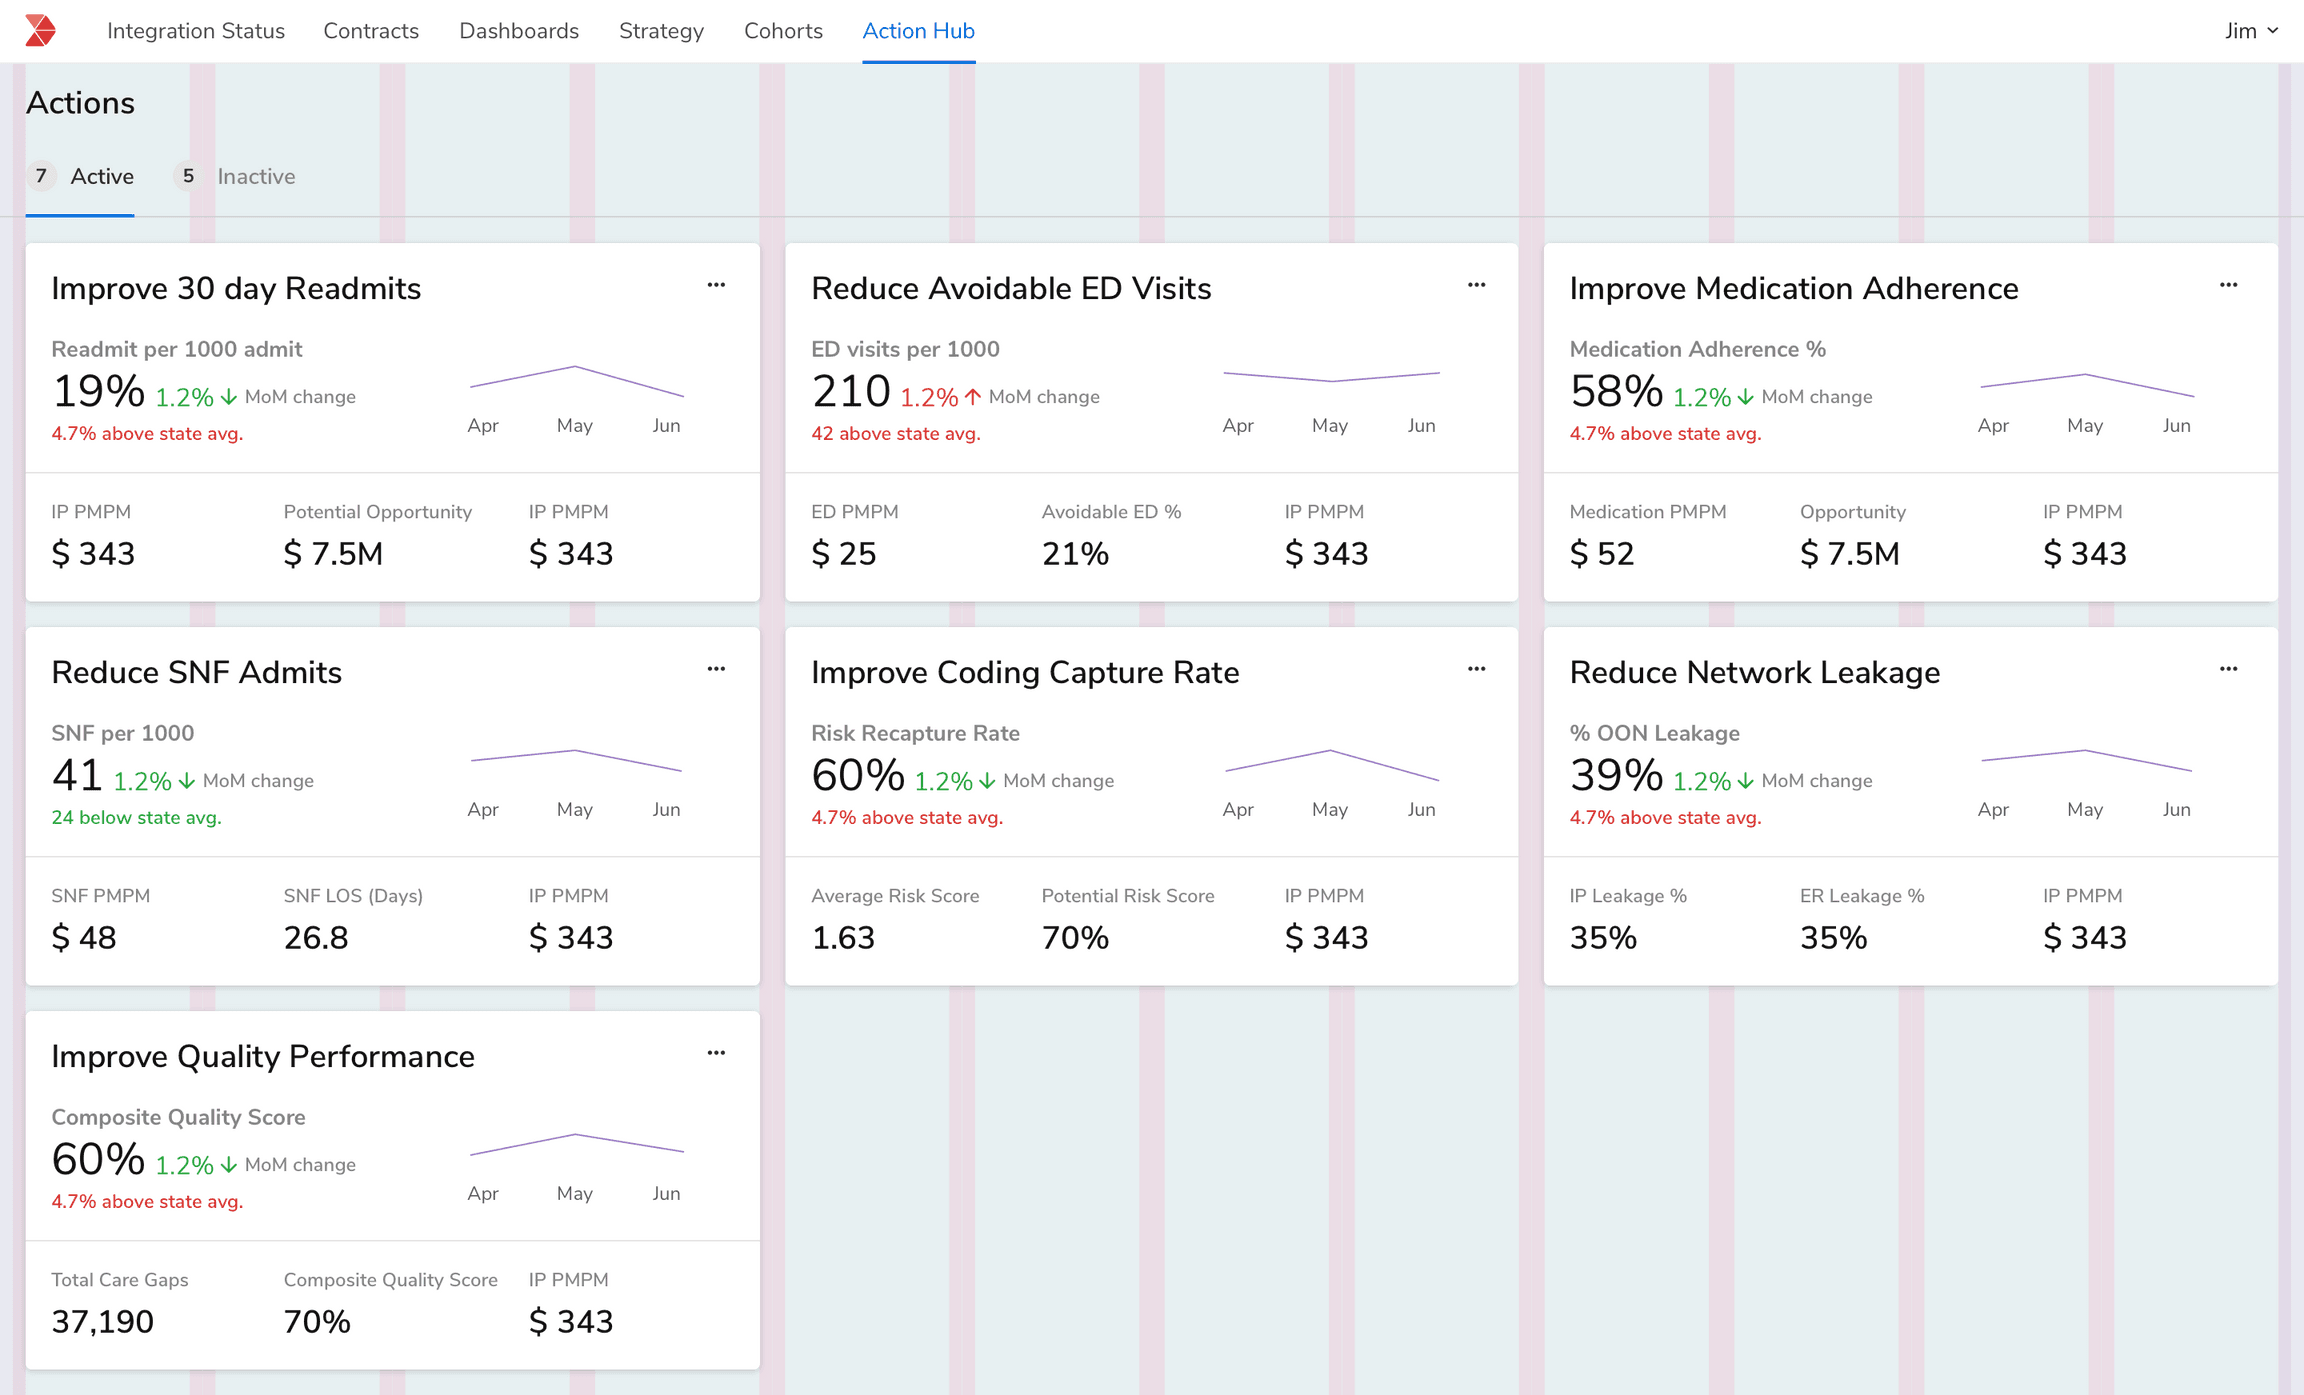 Integration Status Contracts Dashboards Strategy Cohorts Action Hub Jim
Actions
7 Active 5 Inactive
Improve 30 day Readmits
Readmit per 1000 admit
19% 1.2% ↓ MoM change
4.7% above state avg.
Apr May Jun
IP PMPM Potential Opportunity IP PMPM
$ 343 $ 7.5M $ 343
Reduce Avoidable ED Visits
ED visits per 1000
210 1.2% ↑ MoM change
42 above state avg.
Apr May Jun
ED PMPM Avoidable ED % IP PMPM
$ 25 21% $ 343
Improve Medication Adherence
Medication Adherence %
58% 1.2% ↓ MoM change
4.7% above state avg.
Apr May Jun
Medication PMPM Opportunity IP PMPM
$ 52 $ 7.5M $ 343
Reduce SNF Admits
SNF per 1000
41 1.2% ↓ MoM change
24 below state avg.
Apr May Jun
SNF PMPM SNF LOS (Days) IP PMPM
$ 48 26.8 $ 343
Improve Coding Capture Rate
Risk Recapture Rate
60% 1.2% ↓ MoM change
4.7% above state avg.
Apr May Jun
Average Risk Score Potential Risk Score IP PMPM
1.63 70% $ 343
Reduce Network Leakage
% OON Leakage
39% 1.2% ↓ MoM change
4.7% above state avg.
Apr May Jun
IP Leakage % ER Leakage % IP PMPM
35% 35% $ 343
Improve Quality Performance
Composite Quality Score
60% 1.2% ↓ MoM change
4.7% above state avg.
Apr May Jun
Total Care Gaps Composite Quality Score IP PMPM
37,190 70% $ 343